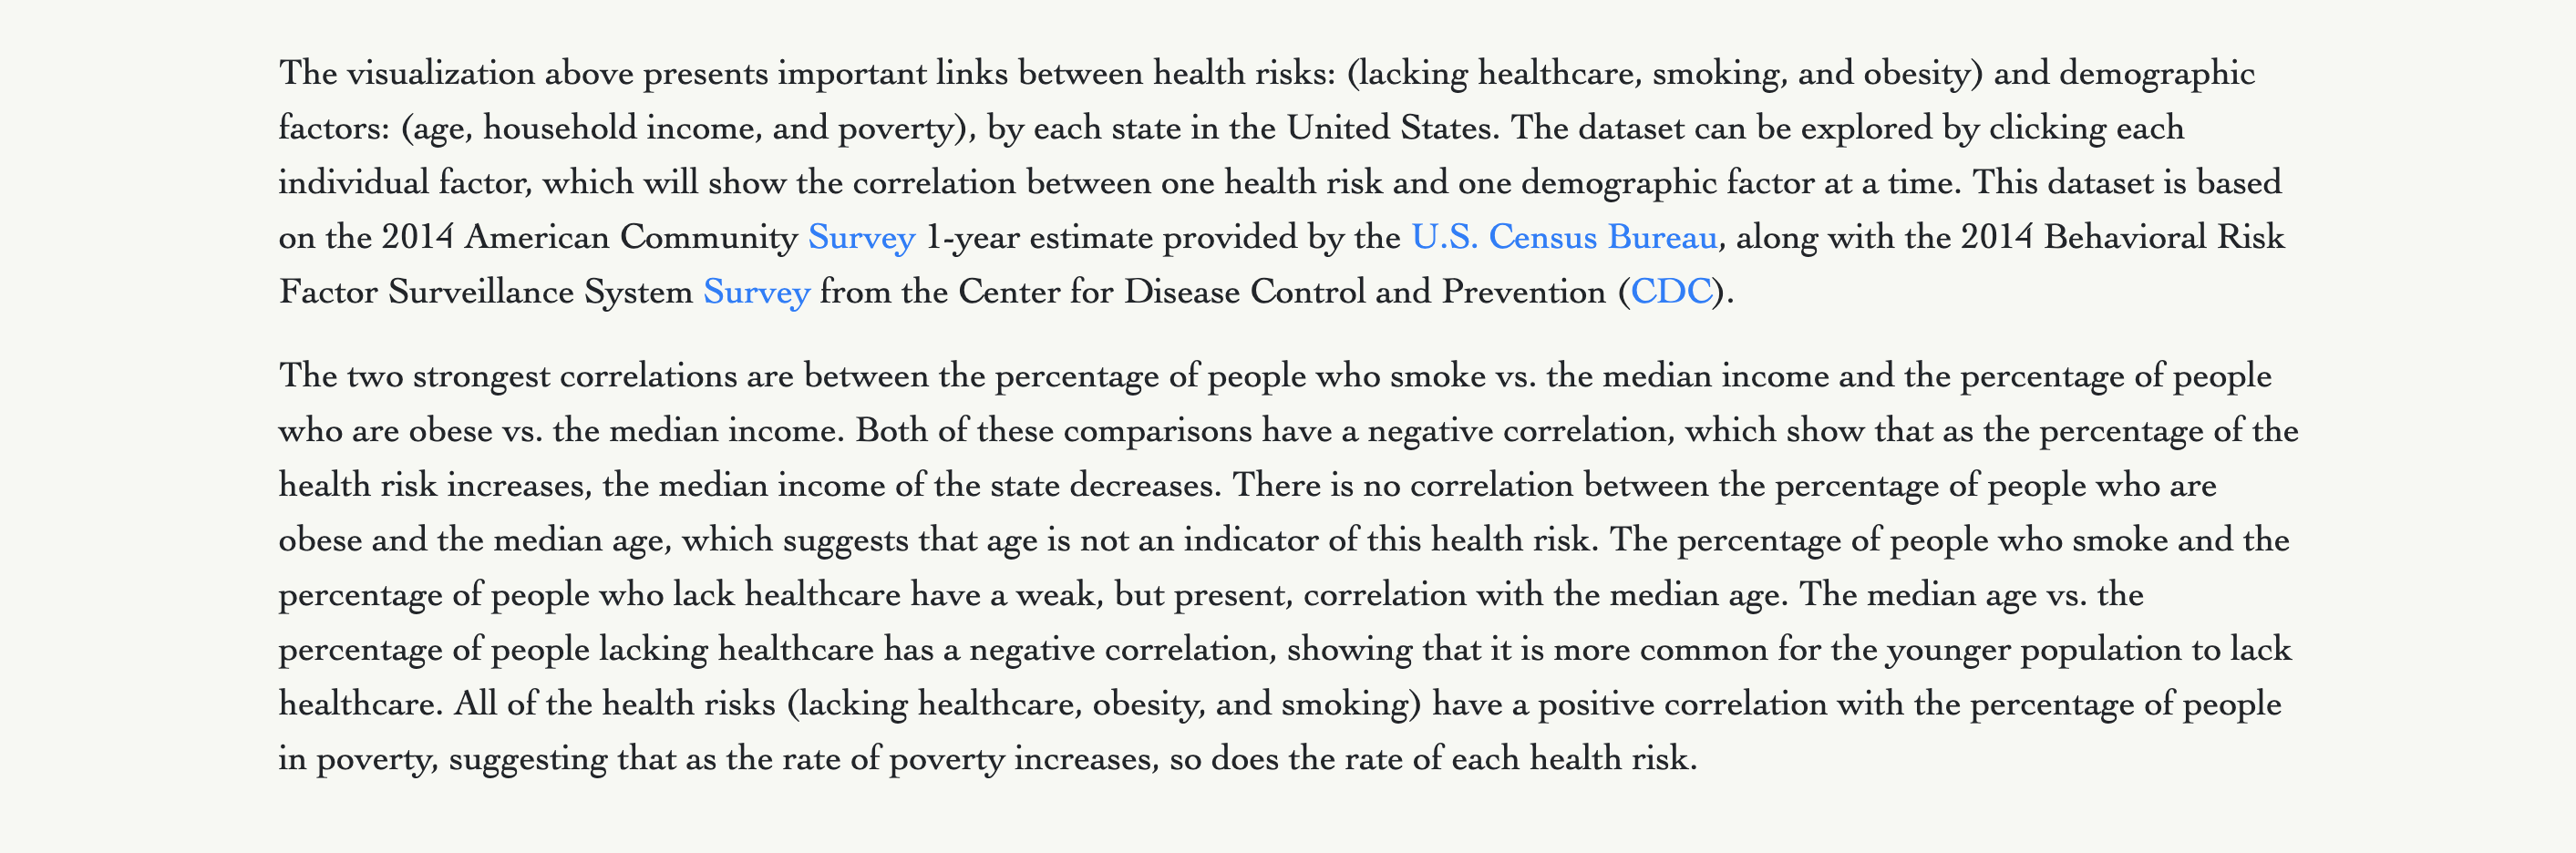 The visualization above presents important links between health risks: (lacking healthcare, smoking, and obesity) and demographic
factors: (age, household income, and poverty), by each state in the United States. The dataset can be explored by clicking each
individual factor, which will show the correlation between one health risk and one demographic factor at a time. This dataset is based
on the 2014 American Community Survey 1-year estimate provided by the U.S. Census Bureau, along with the 2014 Behavioral Risk
Factor Surveillance System Survey from the Center for Disease Control and Prevention (CDC).
The two strongest correlations are between the percentage of people who smoke vs. the median income and the percentage of people
who are obese vs. the median income. Both of these comparisons have a negative correlation, which show that as the percentage of the
health risk increases, the median income of the state decreases. There is no correlation between the percentage of people who are
obese and the median age, which suggests that age is not an indicator of this health risk. The percentage of people who smoke and the
percentage of people who lack healthcare have a weak, but present, correlation with the median age. The median age vs. the
percentage of people lacking healthcare has a negative correlation, showing that it is more common for the younger population to lack
healthcare. All of the health risks (lacking healthcare, obesity, and smoking) have a positive correlation with the percentage of people
in poverty, suggesting that as the rate of poverty increases, so does the rate of each health risk.